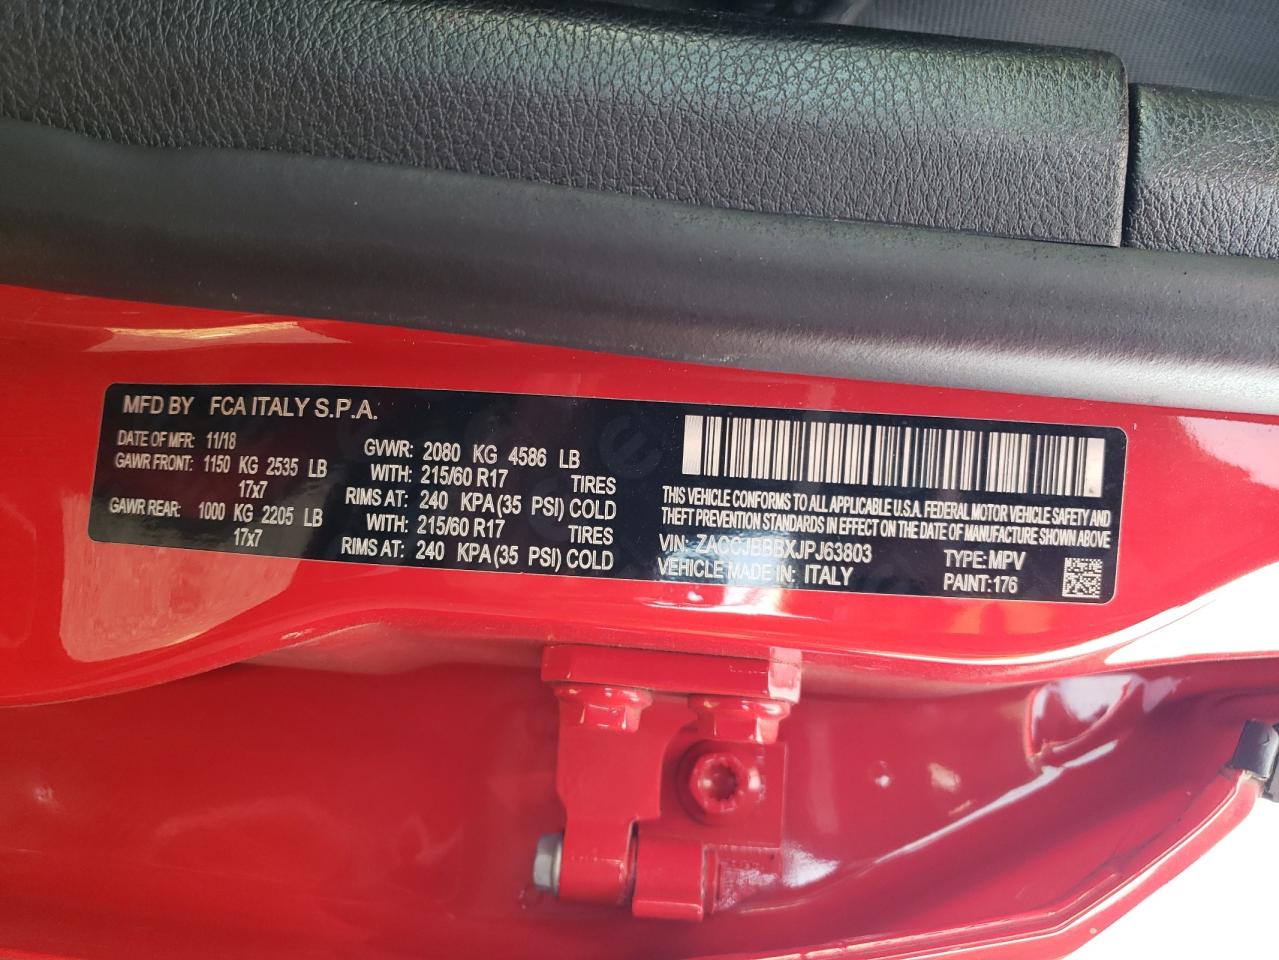 MFD BY FCA ITALY S.P.A.
DATE OF MFR: 11/18
GAWR FRONT: 1150 KG 2535 LB
17x7
GAWR REAR: 1000 KG 2205 LB
17x7
GVWR: 2080 KG 4586 LB
WITH: 215/60 R17 TIRES
RIMS AT: 240 KPA (35 PSI) COLD
WITH: 215/60 R17 TIRES
RIMS AT: 240 KPA (35 PSI) COLD
THIS VEHICLE CONFORMS TO ALL APPLICABLE U.S.A. FEDERAL MOTOR VEHICLE SAFETY AND
THEFT PREVENTION STANDARDS IN EFFECT ON THE DATE OF MANUFACTURE SHOWN ABOVE
VIN: ZACCJBBBXJPJ63803 TYPE: MPV
VEHICLE MADE IN: ITALY PAINT: 176